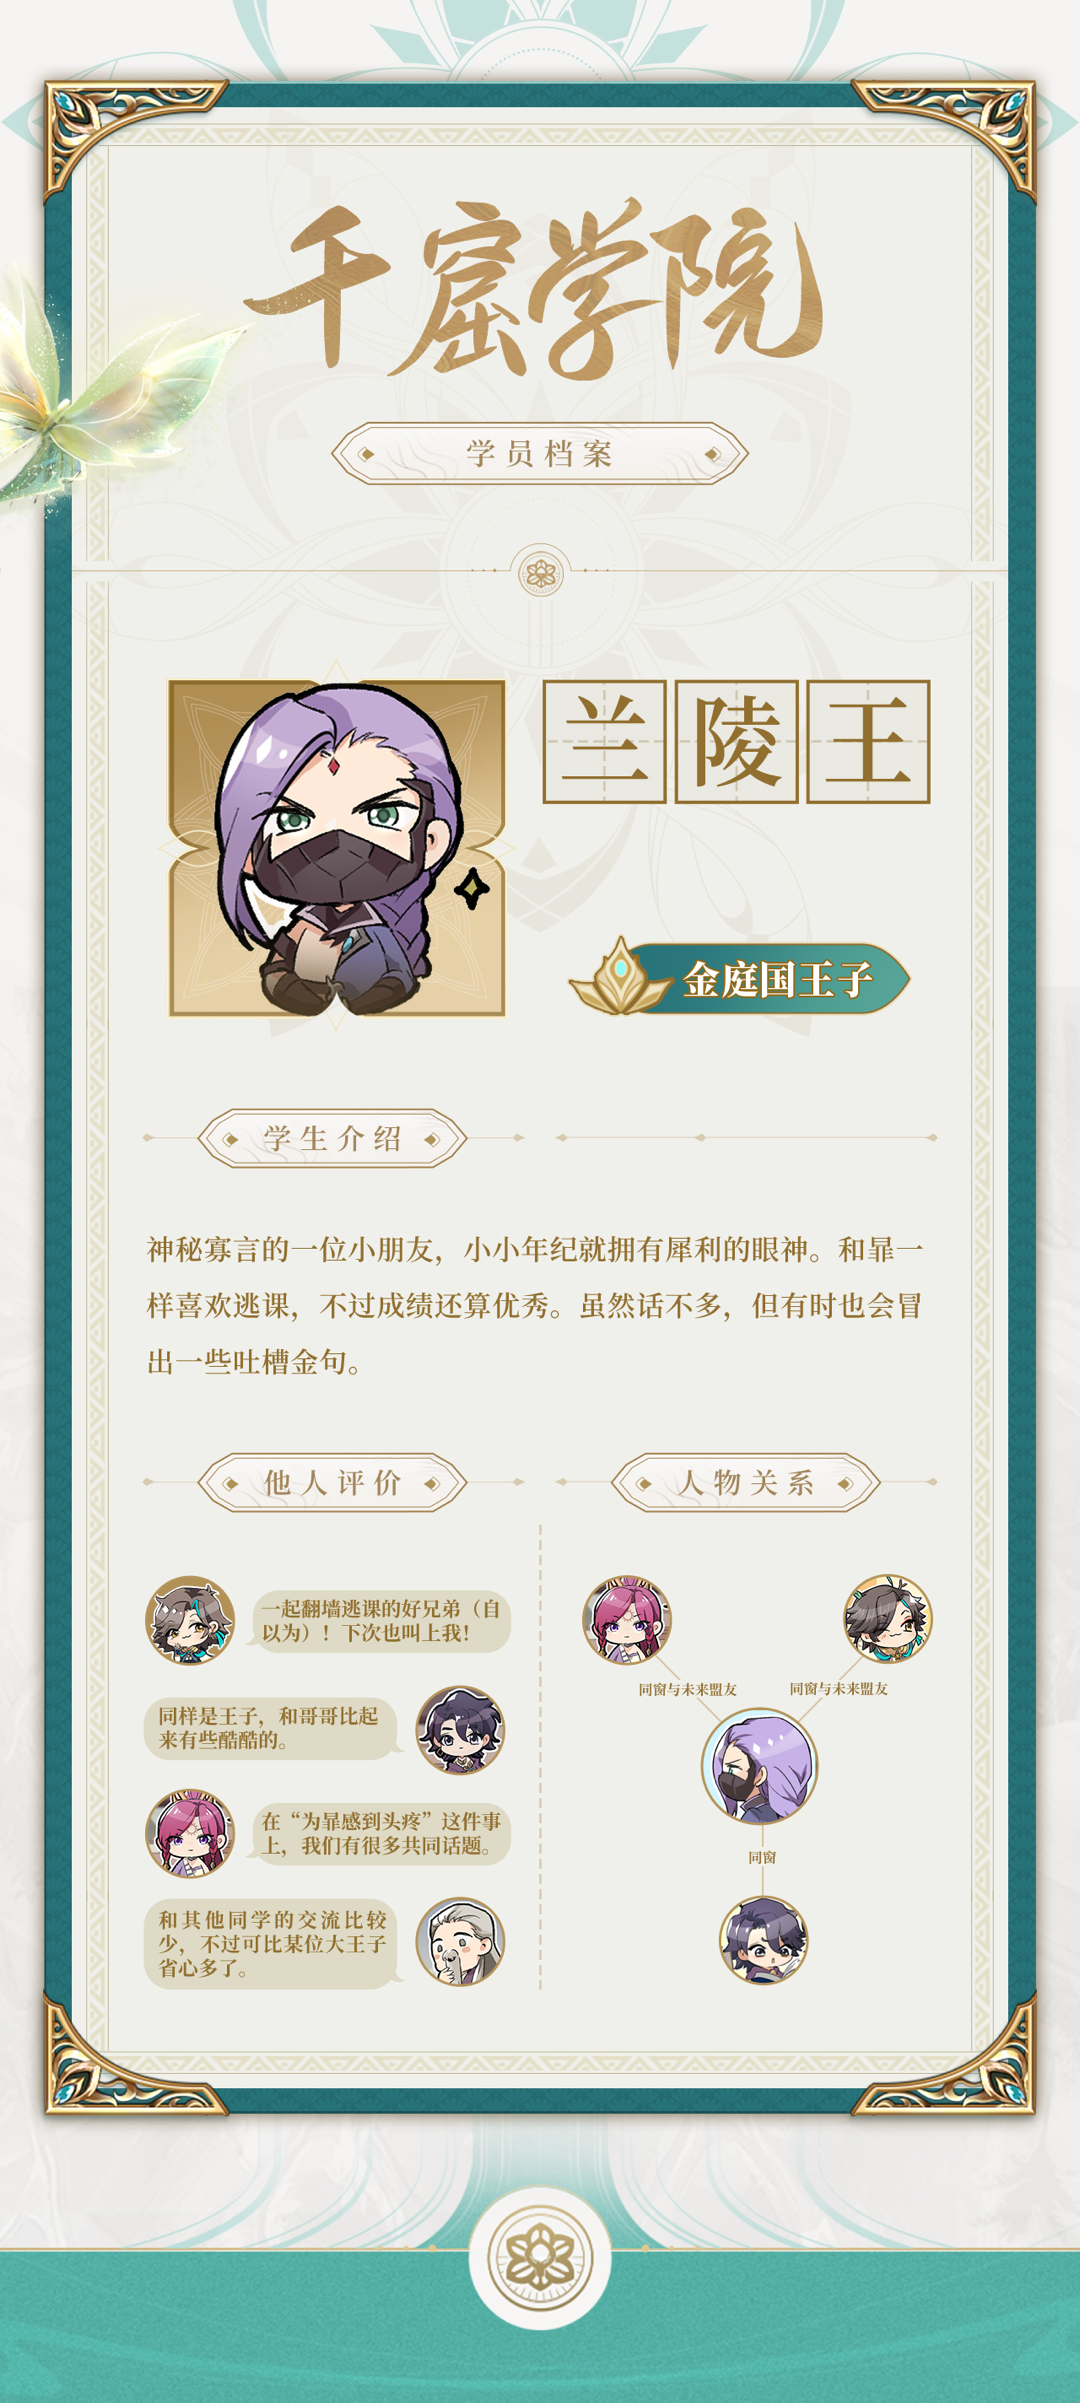 千窟学院
学员档案
兰陵王
金庭国王子
学生介绍
神秘寡言的一位小朋友，小小年纪就拥有犀利的眼神。和暃一
样喜欢逃课，不过成绩还算优秀。虽然话不多，但有时也会冒
出一些吐槽金句。
他人评价
一起翻墙逃课的好兄弟（自
以为）！下次也叫上我！
同样是王子，和哥哥比起
来有些酷酷的。
在“为暃感到头疼”这件事
上，我们有很多共同话题。
和其他同学的交流比较
少，不过可比某位大王子
省心多了。
人物关系
同窗与未来盟友
同窗与未来盟友
同窗